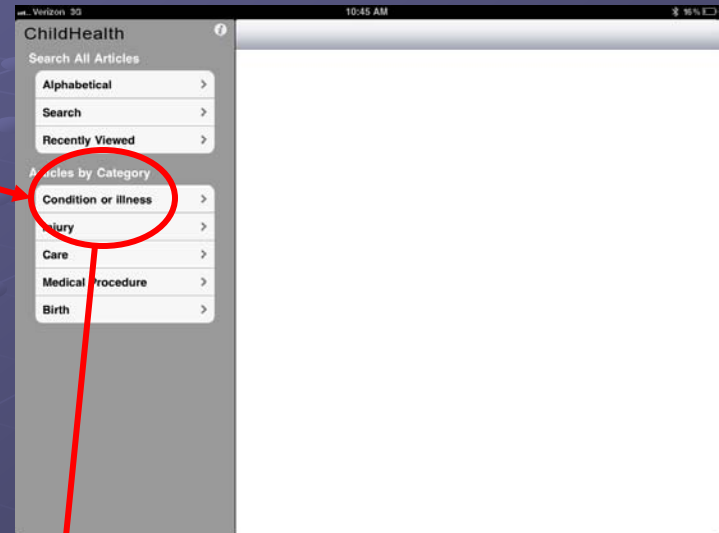 Verizon 3G 10:45 AM 16%
ChildHealth
Search All Articles
Alphabetical
Search
Recently Viewed
Articles by Category
Condition or illness
Injury
Care
Medical Procedure
Birth